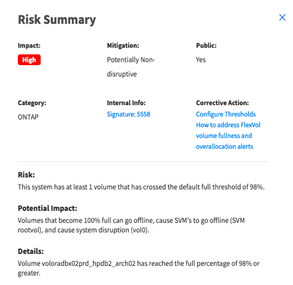 Risk Summary
Impact:
Mitigation:
Public:
High
Potentially Non-
disruptive
Yes
Category:
Internal Info:
Corrective Action:
ONTAP
Signature: 5558
Configure Thresholds
How to address FlexVol
volume fullness and
overallocation alerts
Risk:
This system has at least 1 volume that has crossed the default full threshold of 98%.
Potential Impact:
Volumes that become 100% full can go offline, cause SVM's to go offline (SVM
rootvol), and cause system disruption (vol0).
Details:
Volume voloradbx02prd_hpdb2_arch02 has reached the full percentage of 98% or
greater.